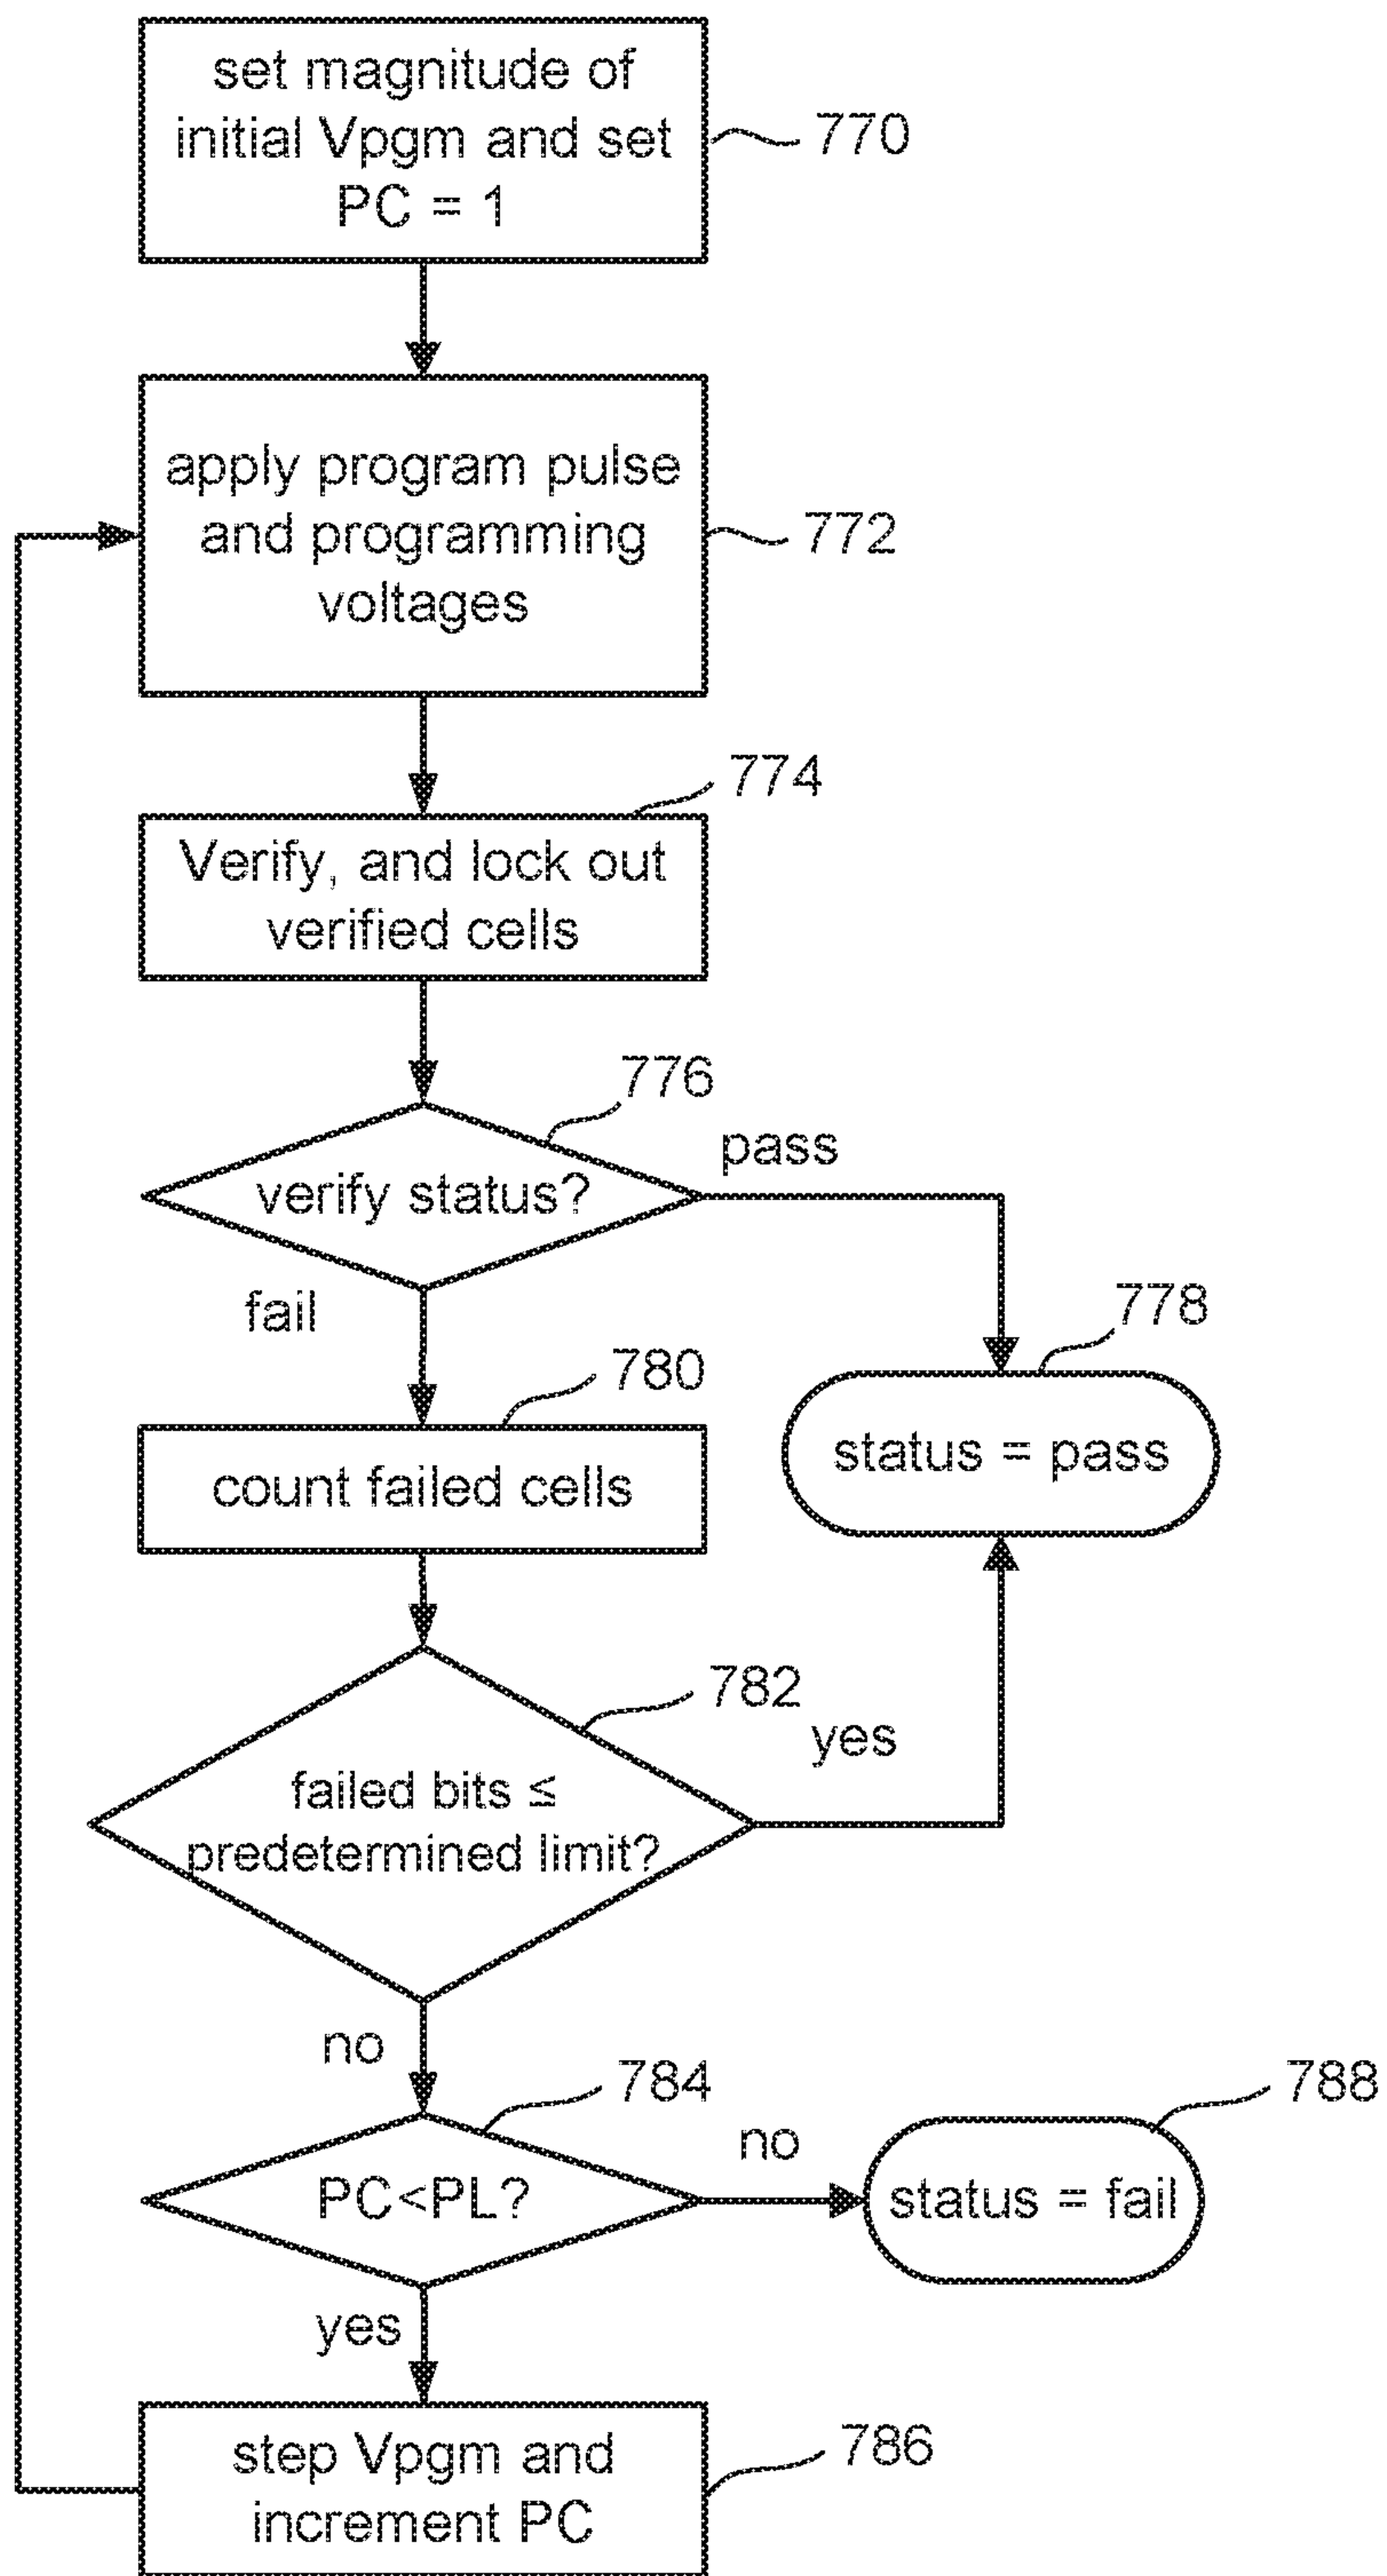 set magnitude of
initial Vpgm and set
PC = 1
770
apply program pulse
and programming
voltages
772
774
Verify, and lock out
verified cells
776
pass
verify status?
fail
778
status = pass
780
count failed cells
782
yes
failed bits ≤
predetermined limit?
no
784
788
no
PC<PL?
status = fail
yes
step Vpgm and
increment PC
786